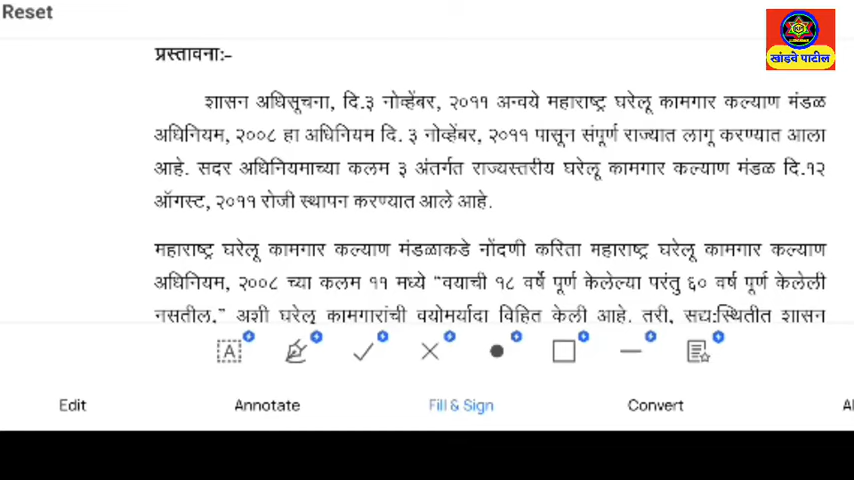 Reset
खांडवे पाटील
प्रस्तावना:-
शासन अधिसूचना, दि.३ नोव्हेंबर, २०११ अन्वये महाराष्ट्र घरेलू कामगार कल्याण मंडळ
अधिनियम, २००८ हा अधिनियम दि. ३ नोव्हेंबर, २०११ पासून संपूर्ण राज्यात लागू करण्यात आला
आहे. सदर अधिनियमाच्या कलम ३ अंतर्गत राज्यस्तरीय घरेलू कामगार कल्याण मंडळ दि.१२
ऑगस्ट, २०११ रोजी स्थापन करण्यात आले आहे.
महाराष्ट्र घरेलू कामगार कल्याण मंडळाकडे नोंदणी करिता महाराष्ट्र घरेलू कामगार कल्याण
अधिनियम, २००८ च्या कलम ११ मध्ये “वयाची १८ वर्षे पूर्ण केलेल्या परंतु ६० वर्ष पूर्ण केलेली
नसतील,” अशी घरेलू कामगारांची वयोमर्यादा विहित केली आहे. तरी, सद्य:स्थितीत शासन
A
Edit Annotate Fill & Sign Convert